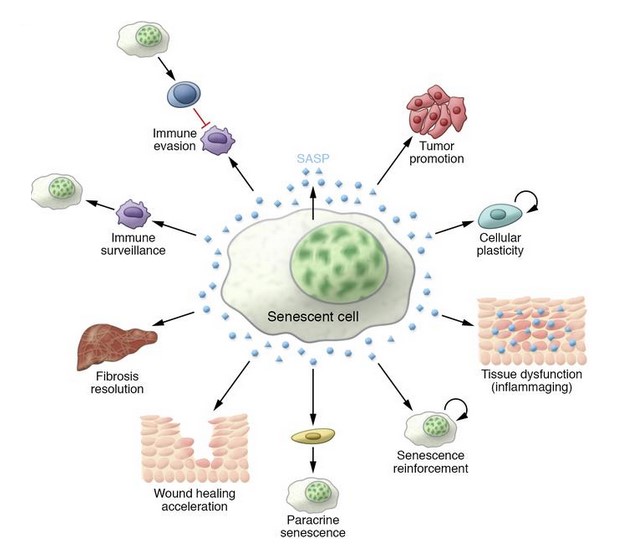 Immune
evasion
SASP
Tumor
promotion
Immune
surveillance
Cellular
plasticity
Senescent cell
Fibrosis
resolution
Tissue dysfunction
(inflammaging)
Wound healing
acceleration
Senescence
reinforcement
Paracrine
senescence